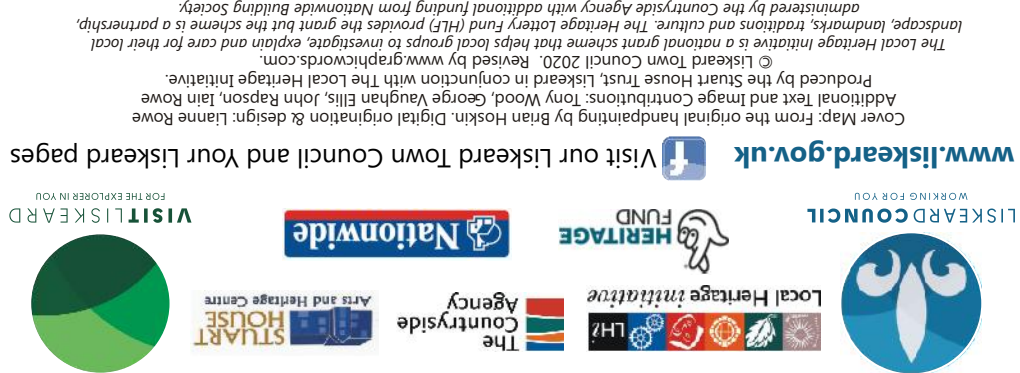 LHi?
Local Heritage initiative
The
Countryside
Agency
STUART
HOUSE
Arts and Heritage Centre
HERITAGE
FUND
Nationwide
LISKEARD COUNCIL
WORKING FOR YOU
VISIT LISKEARD
FOR THE EXPLORER IN YOU
www.liskeard.gov.uk f Visit our Liskeard Town Council and Your Liskeard pages
Cover Map: From the original handpainting by Brian Hoskin. Digital origination & design: Lianne Rowe
Additional Text and Image Contributions: Tony Wood, George Vaughan Ellis, John Rapson, Iain Rowe
Produced by the Stuart House Trust, Liskeard in conjunction with The Local Heritage Initiative.
© Liskeard Town Council 2020. Revised by www.graphicwords.com.
The Local Heritage Initiative is a national grant scheme that helps local groups to investigate, explain and care for their local
landscape, landmarks, traditions and culture. The Heritage Lottery Fund (HLF) provides the grant but the scheme is a partnership,
administered by the Countryside Agency with additional funding from Nationwide Building Society.